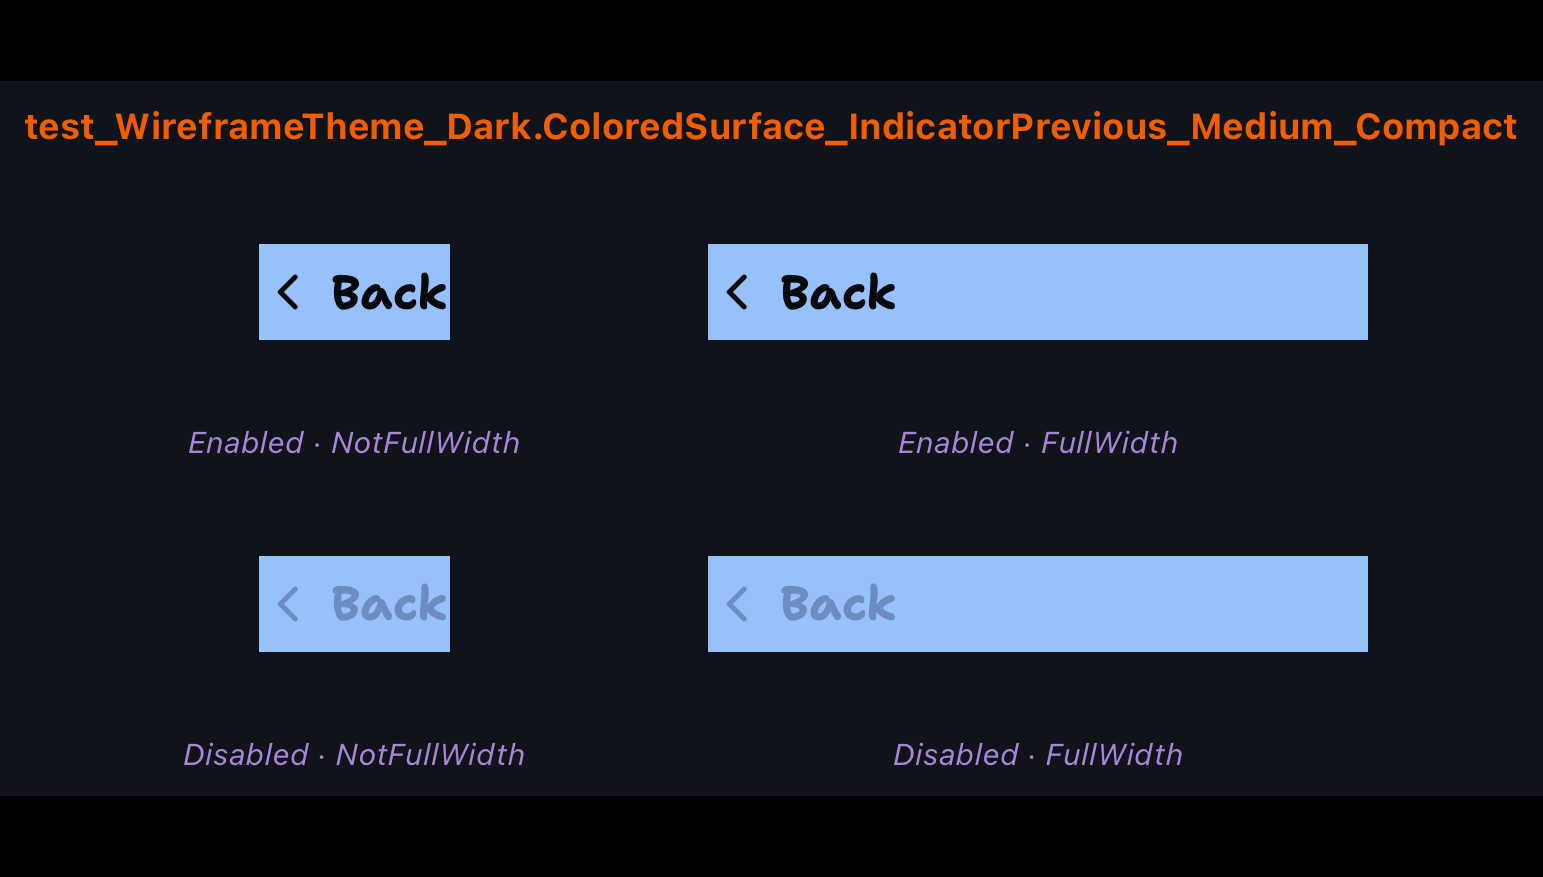 test_WireframeTheme_Dark.ColoredSurface_IndicatorPrevious_Medium_Compact
Back
Back
Enabled · NotFullWidth
Enabled · FullWidth
Back
Back
Disabled · NotFullWidth
Disabled · FullWidth